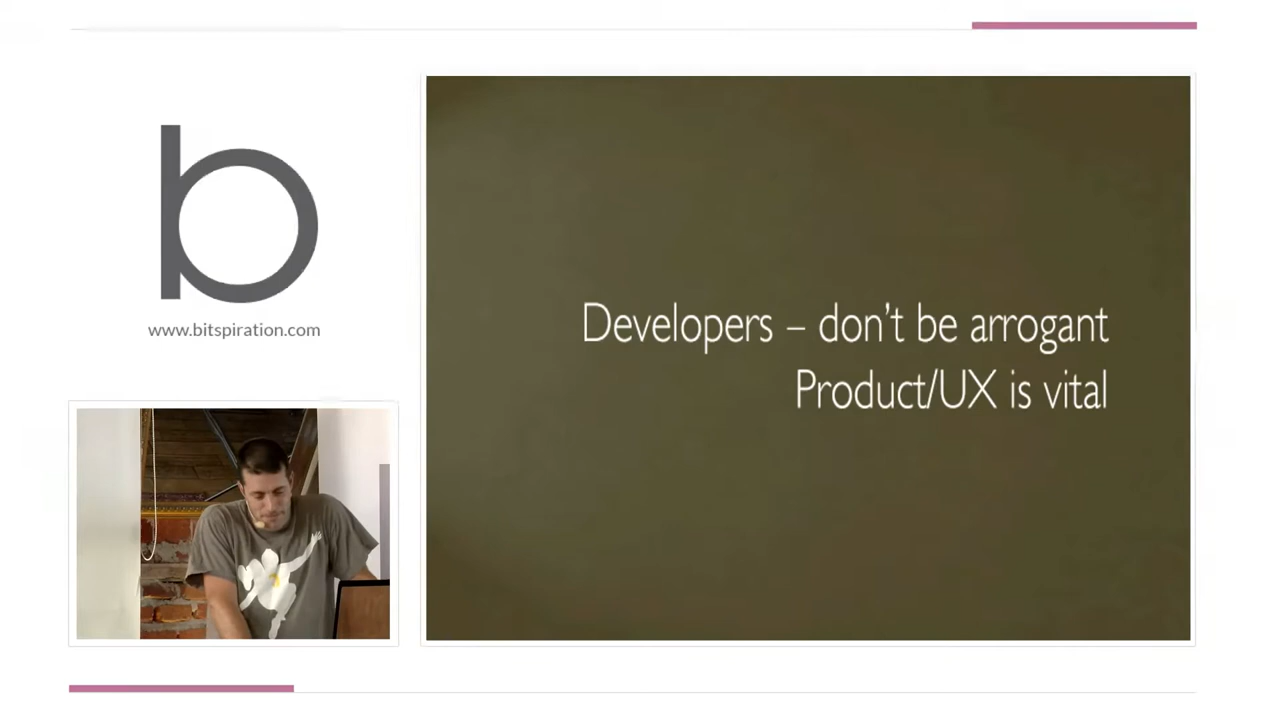 b
www.bitspiration.com
Developers – don't be arrogant
Product/UX is vital